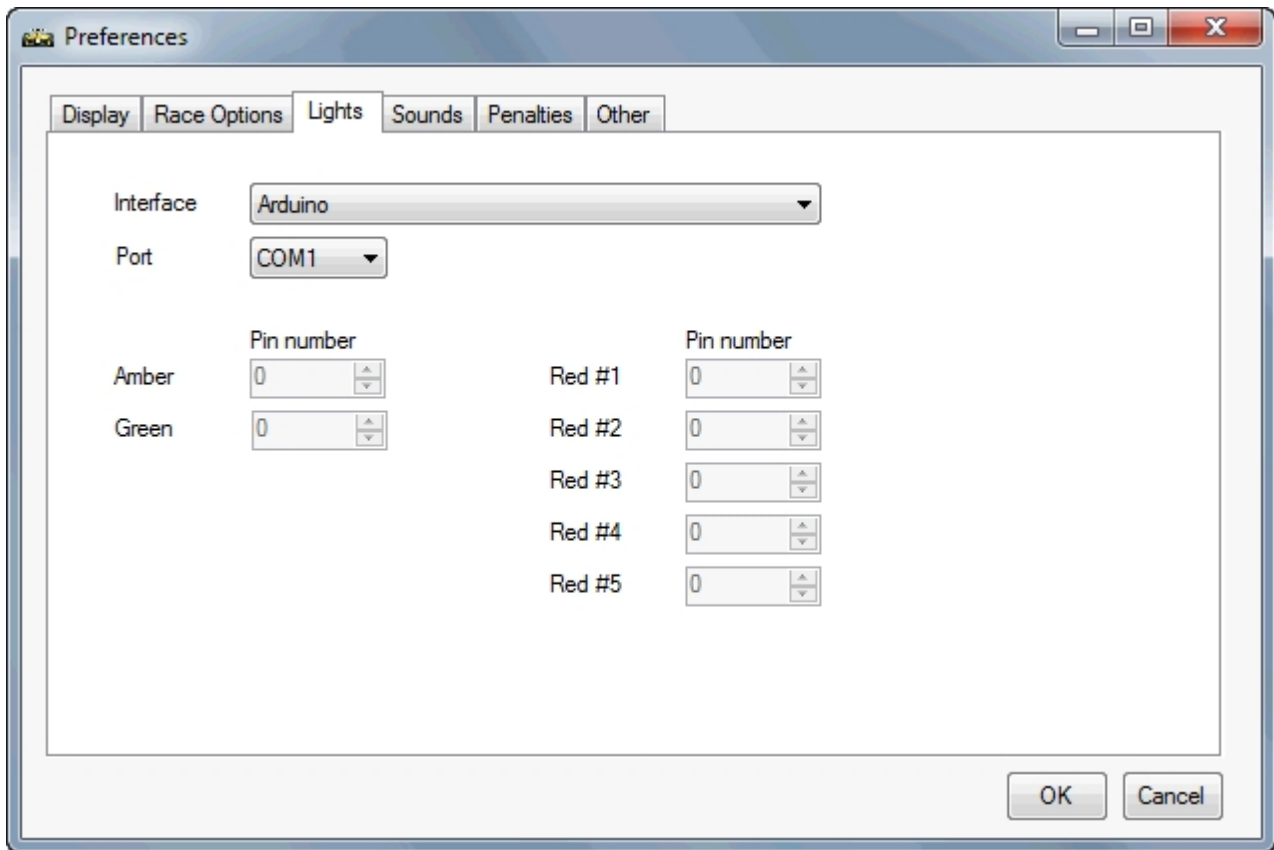 Preferences
Display Race Options Lights Sounds Penalties Other
Interface Arduino
Port COM1
Pin number Pin number
Amber 0 Red #1 0
Green 0 Red #2 0
Red #3 0
Red #4 0
Red #5 0
OK Cancel